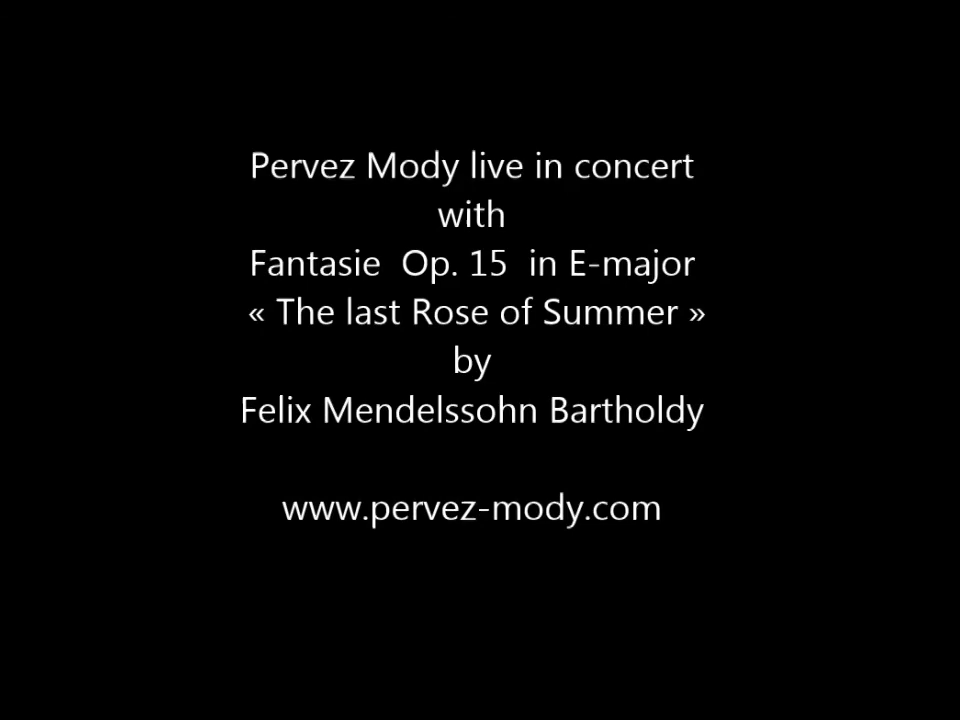 Pervez Mody live in concert
with
Fantasie  Op. 15  in E-major
« The last Rose of Summer »
by
Felix Mendelssohn Bartholdy
www.pervez-mody.com